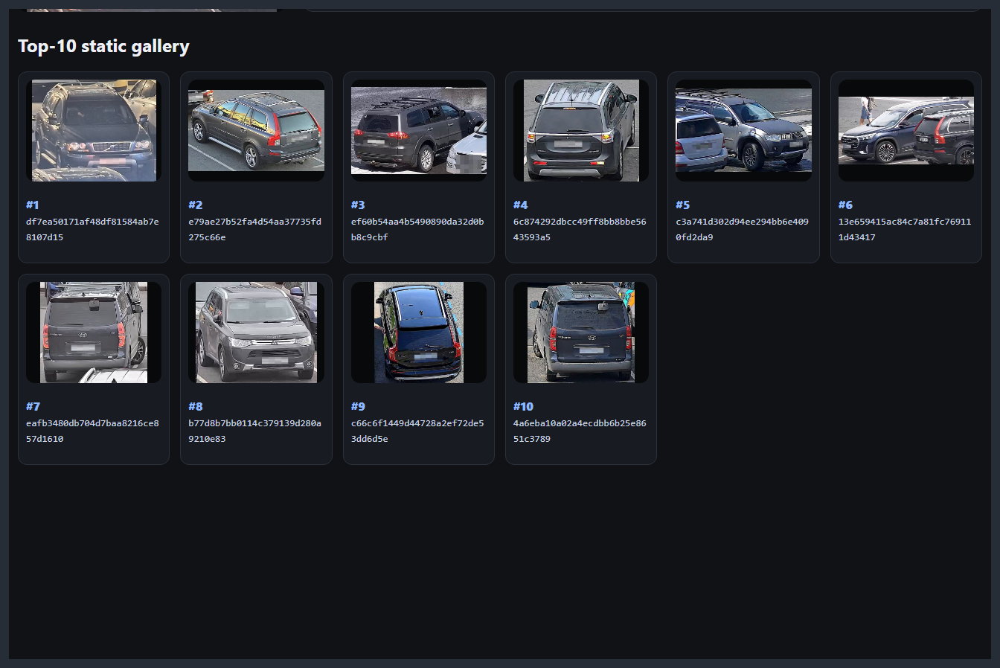 Top-10 static gallery
#1
df7ea50171af48df81584ab7e
8107d15
#2
e79ae27b52fa4d54aa37735fd
275c66e
#3
ef60b54aa4b5490890da32d0b
b8c9cbf
#4
6c874292dbcc49ff8bb8bbe56
43593a5
#5
c3a741d302d94ee294bb6e409
0fd2da9
#6
13e659415ac84c7a81fc76911
1d43417
#7
eafb3480db704d7baa8216ce8
57d1610
#8
b77d8b7bb0114c379139d280a
9210e83
#9
c66c6f1449d44728a2ef72de5
3dd6d5e
#10
4a6eba10a02a4ecdbb6b25e86
51c3789